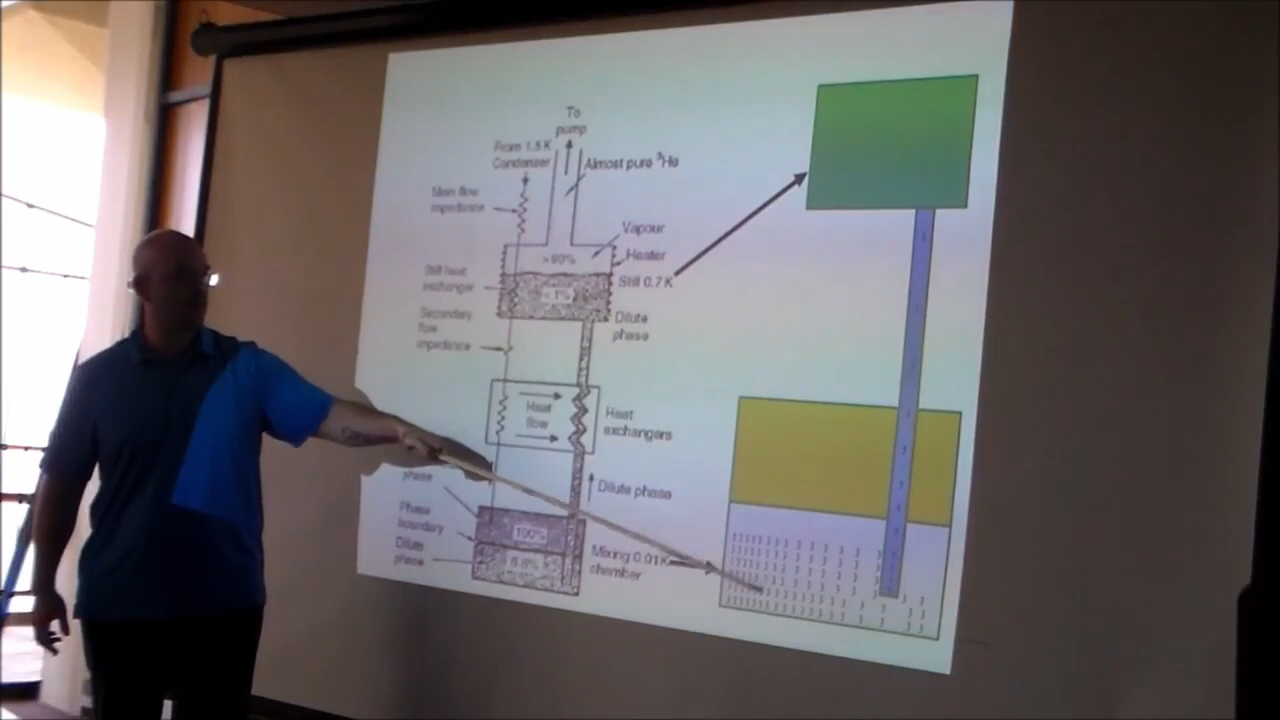 To
pump
From 1.5 K
Condenser
Almost pure ³He
Main flow
impedance
Vapour
>90%
Heater
Still heat
exchanger
Still 0.7 K
<1%
Secondary
flow
impedance
Dilute
phase
Heat
flow
Heat
exchangers
phase
Dilute phase
Phase
boundary
100%
Dilute
phase
Mixing 0.01K
chamber